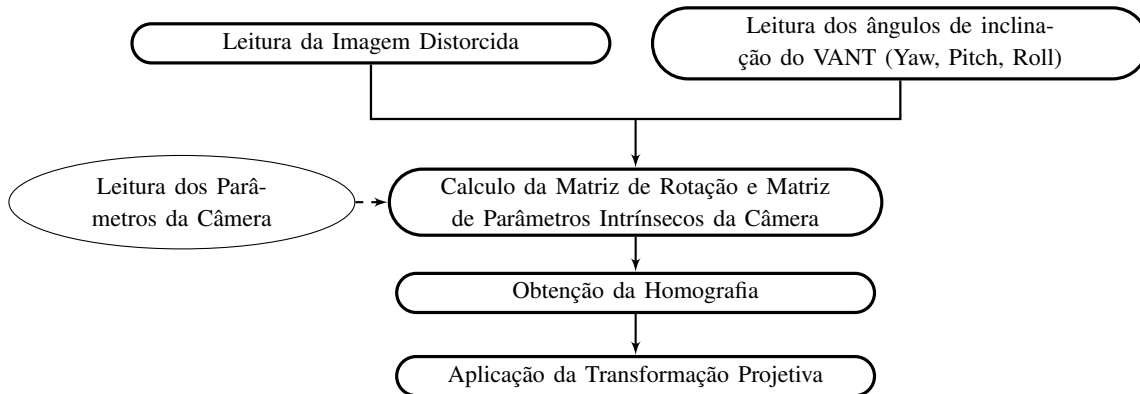 Leitura da Imagem Distorcida
Leitura dos ângulos de inclina-
ção do VANT (Yaw, Pitch, Roll)
Leitura dos Parâ-
metros da Câmera
Calculo da Matriz de Rotação e Matriz
de Parâmetros Intrínsecos da Câmera
Obtenção da Homografia
Aplicação da Transformação Projetiva